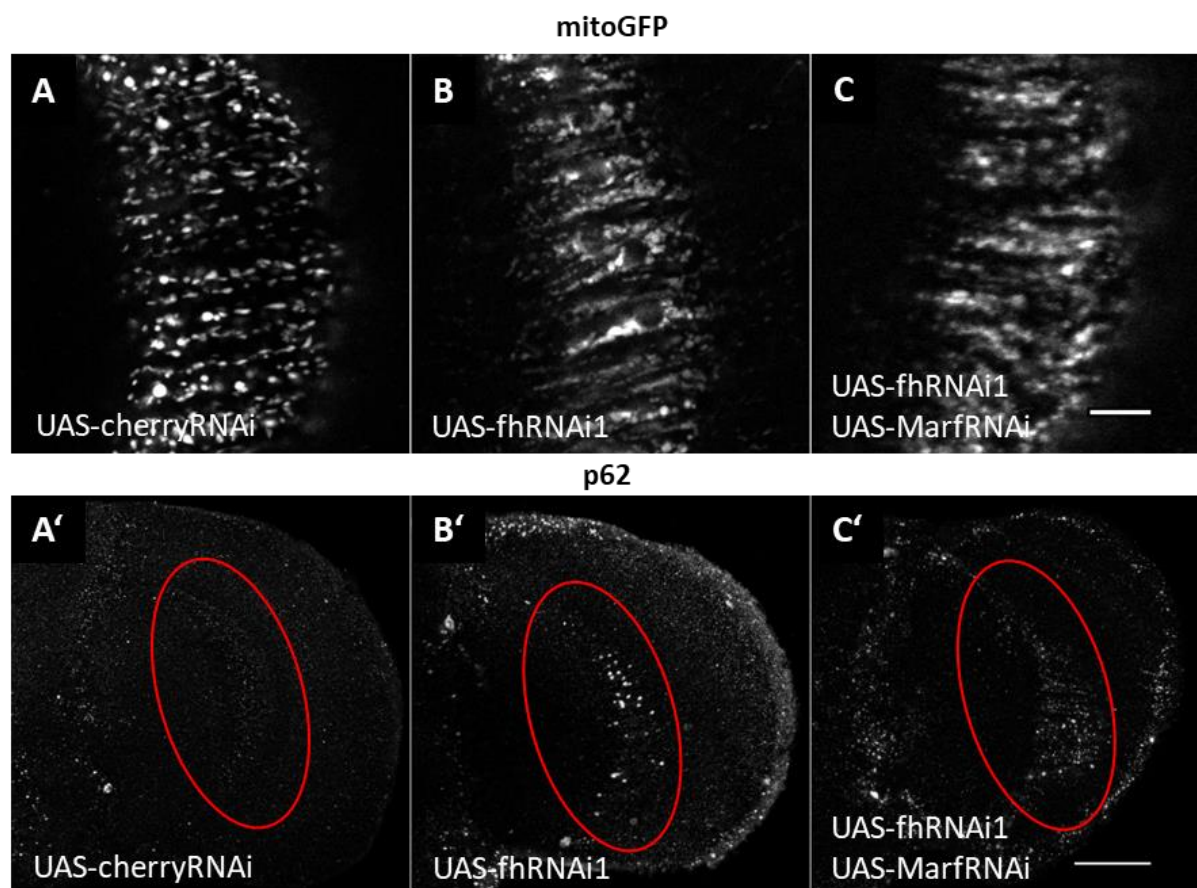 mitoGFP
A
B
C
UAS-cherryRNAi
UAS-fhRNAi1
UAS-fhRNAi1
UAS-MarfRNAi
p62
A‘
B‘
C‘
UAS-cherryRNAi
UAS-fhRNAi1
UAS-fhRNAi1
UAS-MarfRNAi